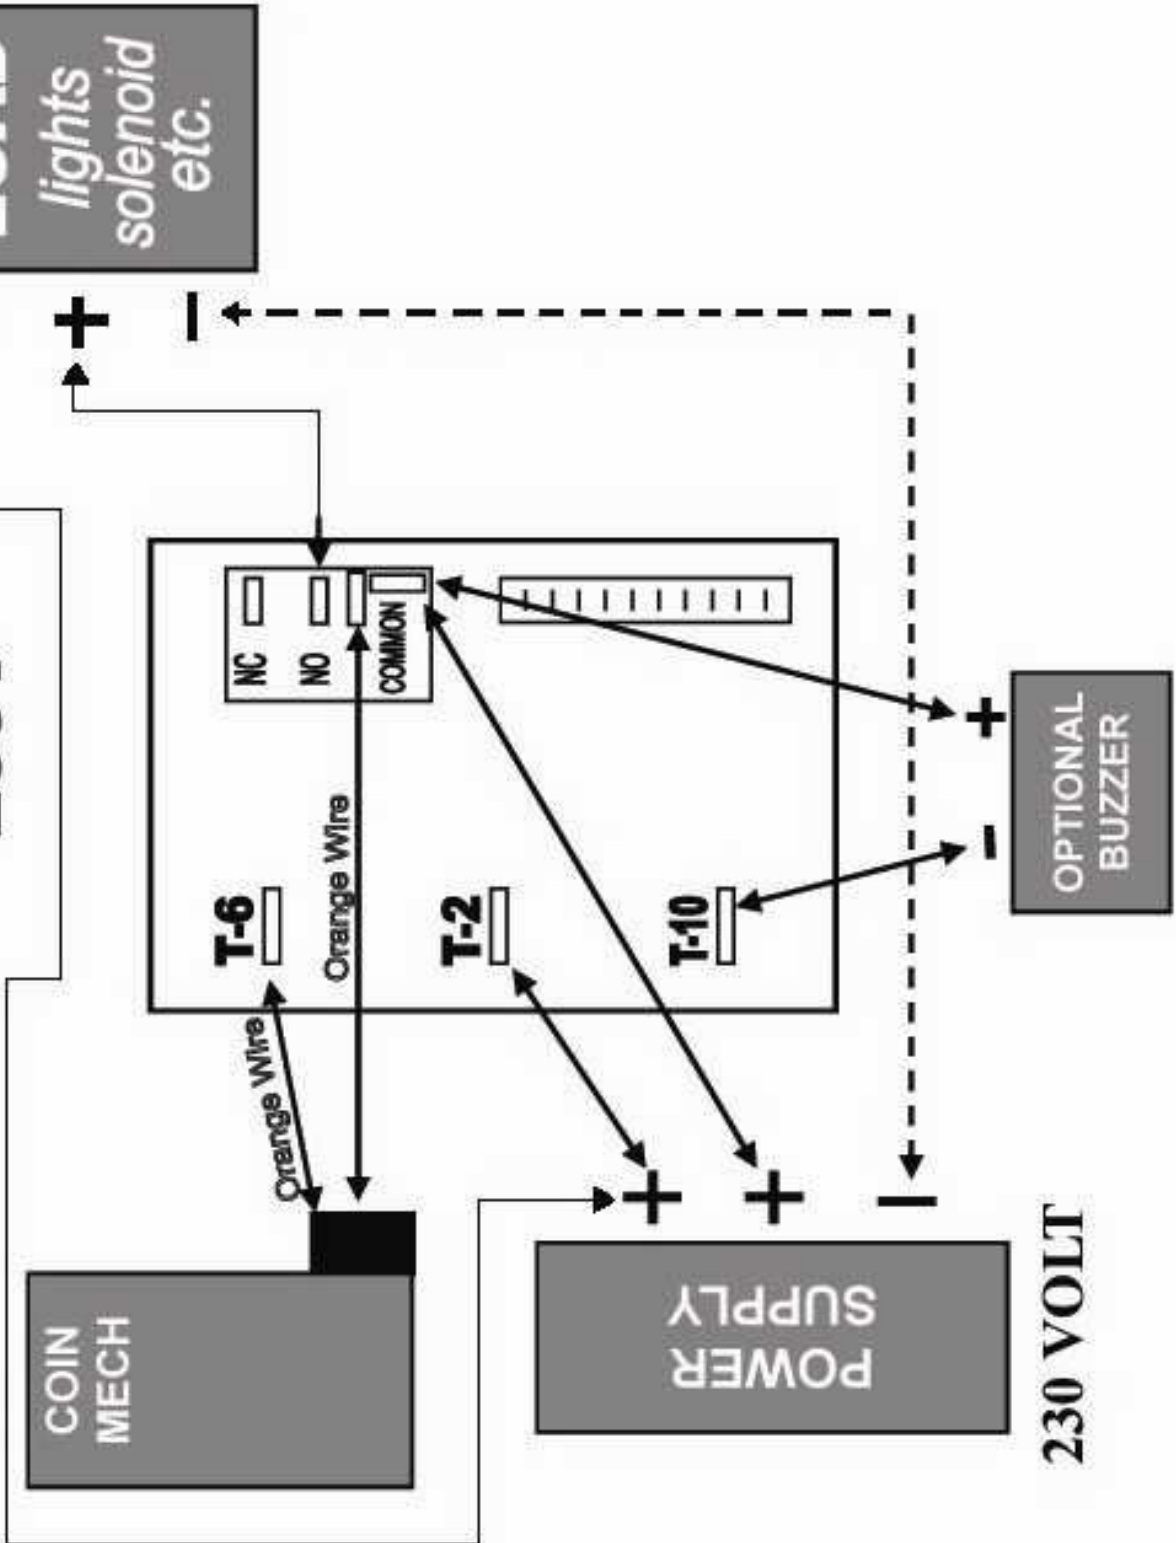 COIN
MECH
lights
solenoid
etc.
+
−
Orange Wire
T-6
Orange Wire
NC
NO
COMMON
T-2
T-10
POWER
SUPPLY
+
+
−
230 VOLT
−
+
OPTIONAL
BUZZER